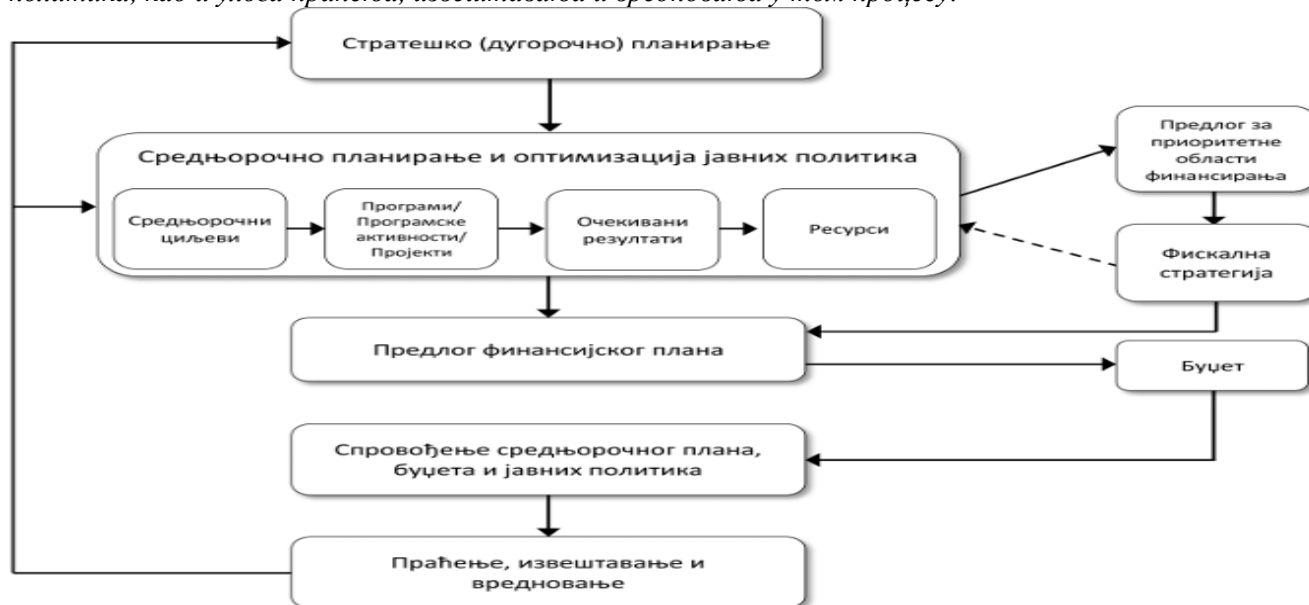 Стратешко (дугорочно) планирање
Средњорочно планирање и оптимизација јавних политика
Средњорочни
циљеви
Програми/
Програмске
активности/
Пројекти
Очекивани
резултати
Ресурси
Предлог за
приоритетне
области
финансирања
Фискална
стратегија
Предлог финансијског плана
Буџет
Спровођење средњорочног плана,
буџета и јавних политика
Праћење, извештавање и
вредновање